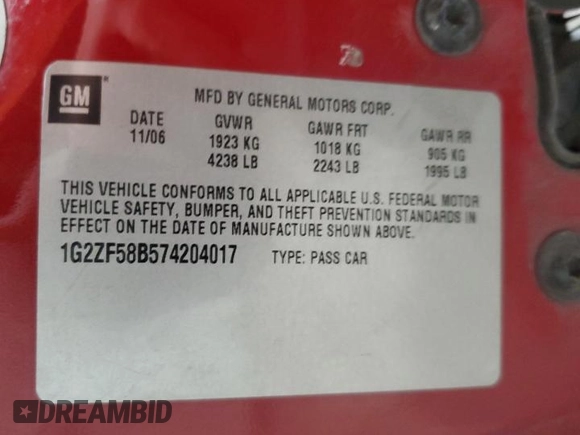 GM
MFD BY GENERAL MOTORS CORP.
DATE GVWR GAWR FRT GAWR RR
11/06 1923 KG 1018 KG 905 KG
4238 LB 2243 LB 1995 LB
THIS VEHICLE CONFORMS TO ALL APPLICABLE U.S. FEDERAL MOTOR
VEHICLE SAFETY, BUMPER, AND THEFT PREVENTION STANDARDS IN
EFFECT ON THE DATE OF MANUFACTURE SHOWN ABOVE.
1G2ZF58B574204017 TYPE: PASS CAR
DREAMBID